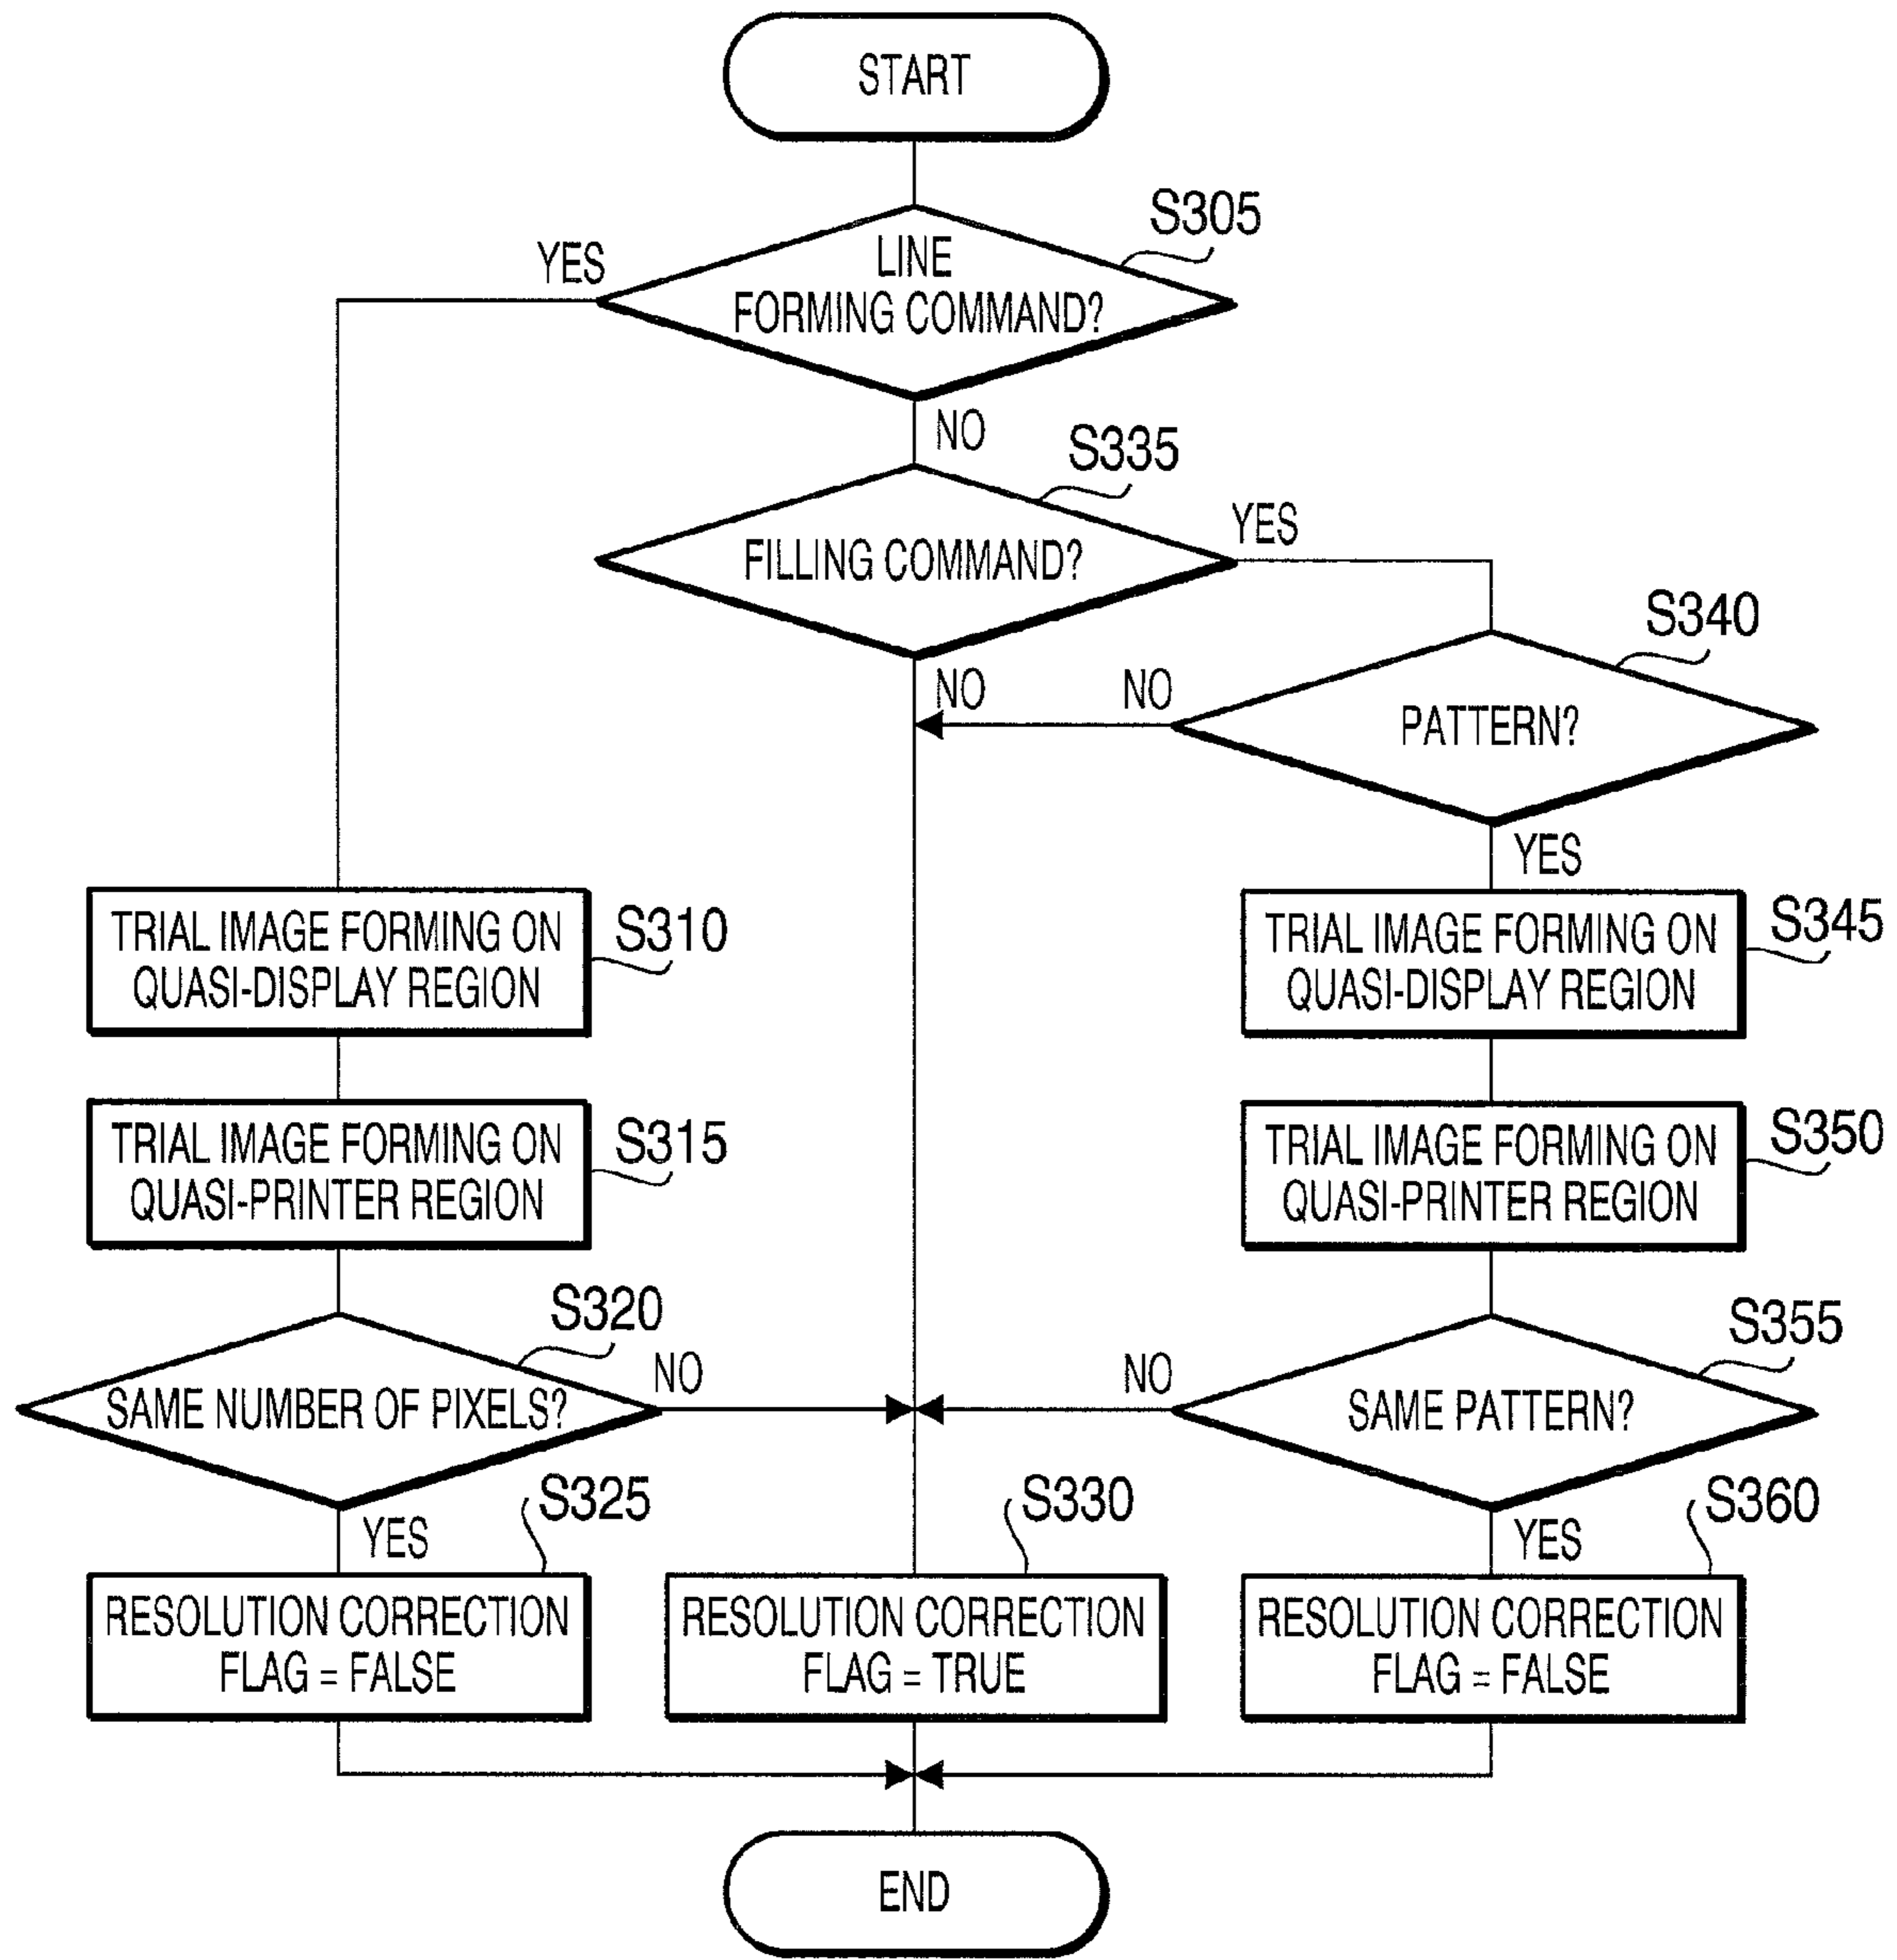 START
S305
YES
LINE
FORMING COMMAND?
NO
S335
YES
FILLING COMMAND?
S340
NO
NO
PATTERN?
YES
TRIAL IMAGE FORMING ON
QUASI-DISPLAY REGION
S310
TRIAL IMAGE FORMING ON
QUASI-DISPLAY REGION
S345
TRIAL IMAGE FORMING ON
QUASI-PRINTER REGION
S315
TRIAL IMAGE FORMING ON
QUASI-PRINTER REGION
S350
S320
NO
SAME NUMBER OF PIXELS?
S355
NO
SAME PATTERN?
S325
YES
S330
S360
YES
RESOLUTION CORRECTION
FLAG = FALSE
RESOLUTION CORRECTION
FLAG = TRUE
RESOLUTION CORRECTION
FLAG = FALSE
END